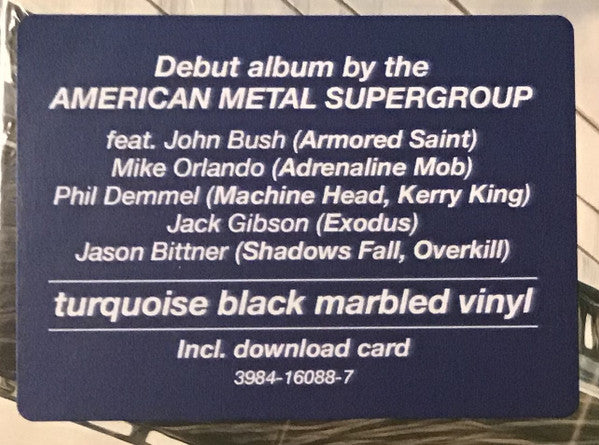 Debut album by the
AMERICAN METAL SUPERGROUP
feat. John Bush (Armored Saint)
Mike Orlando (Adrenaline Mob)
Phil Demmel (Machine Head, Kerry King)
Jack Gibson (Exodus)
Jason Bittner (Shadows Fall, Overkill)
turquoise black marbled vinyl
Incl. download card
3984-16088-7